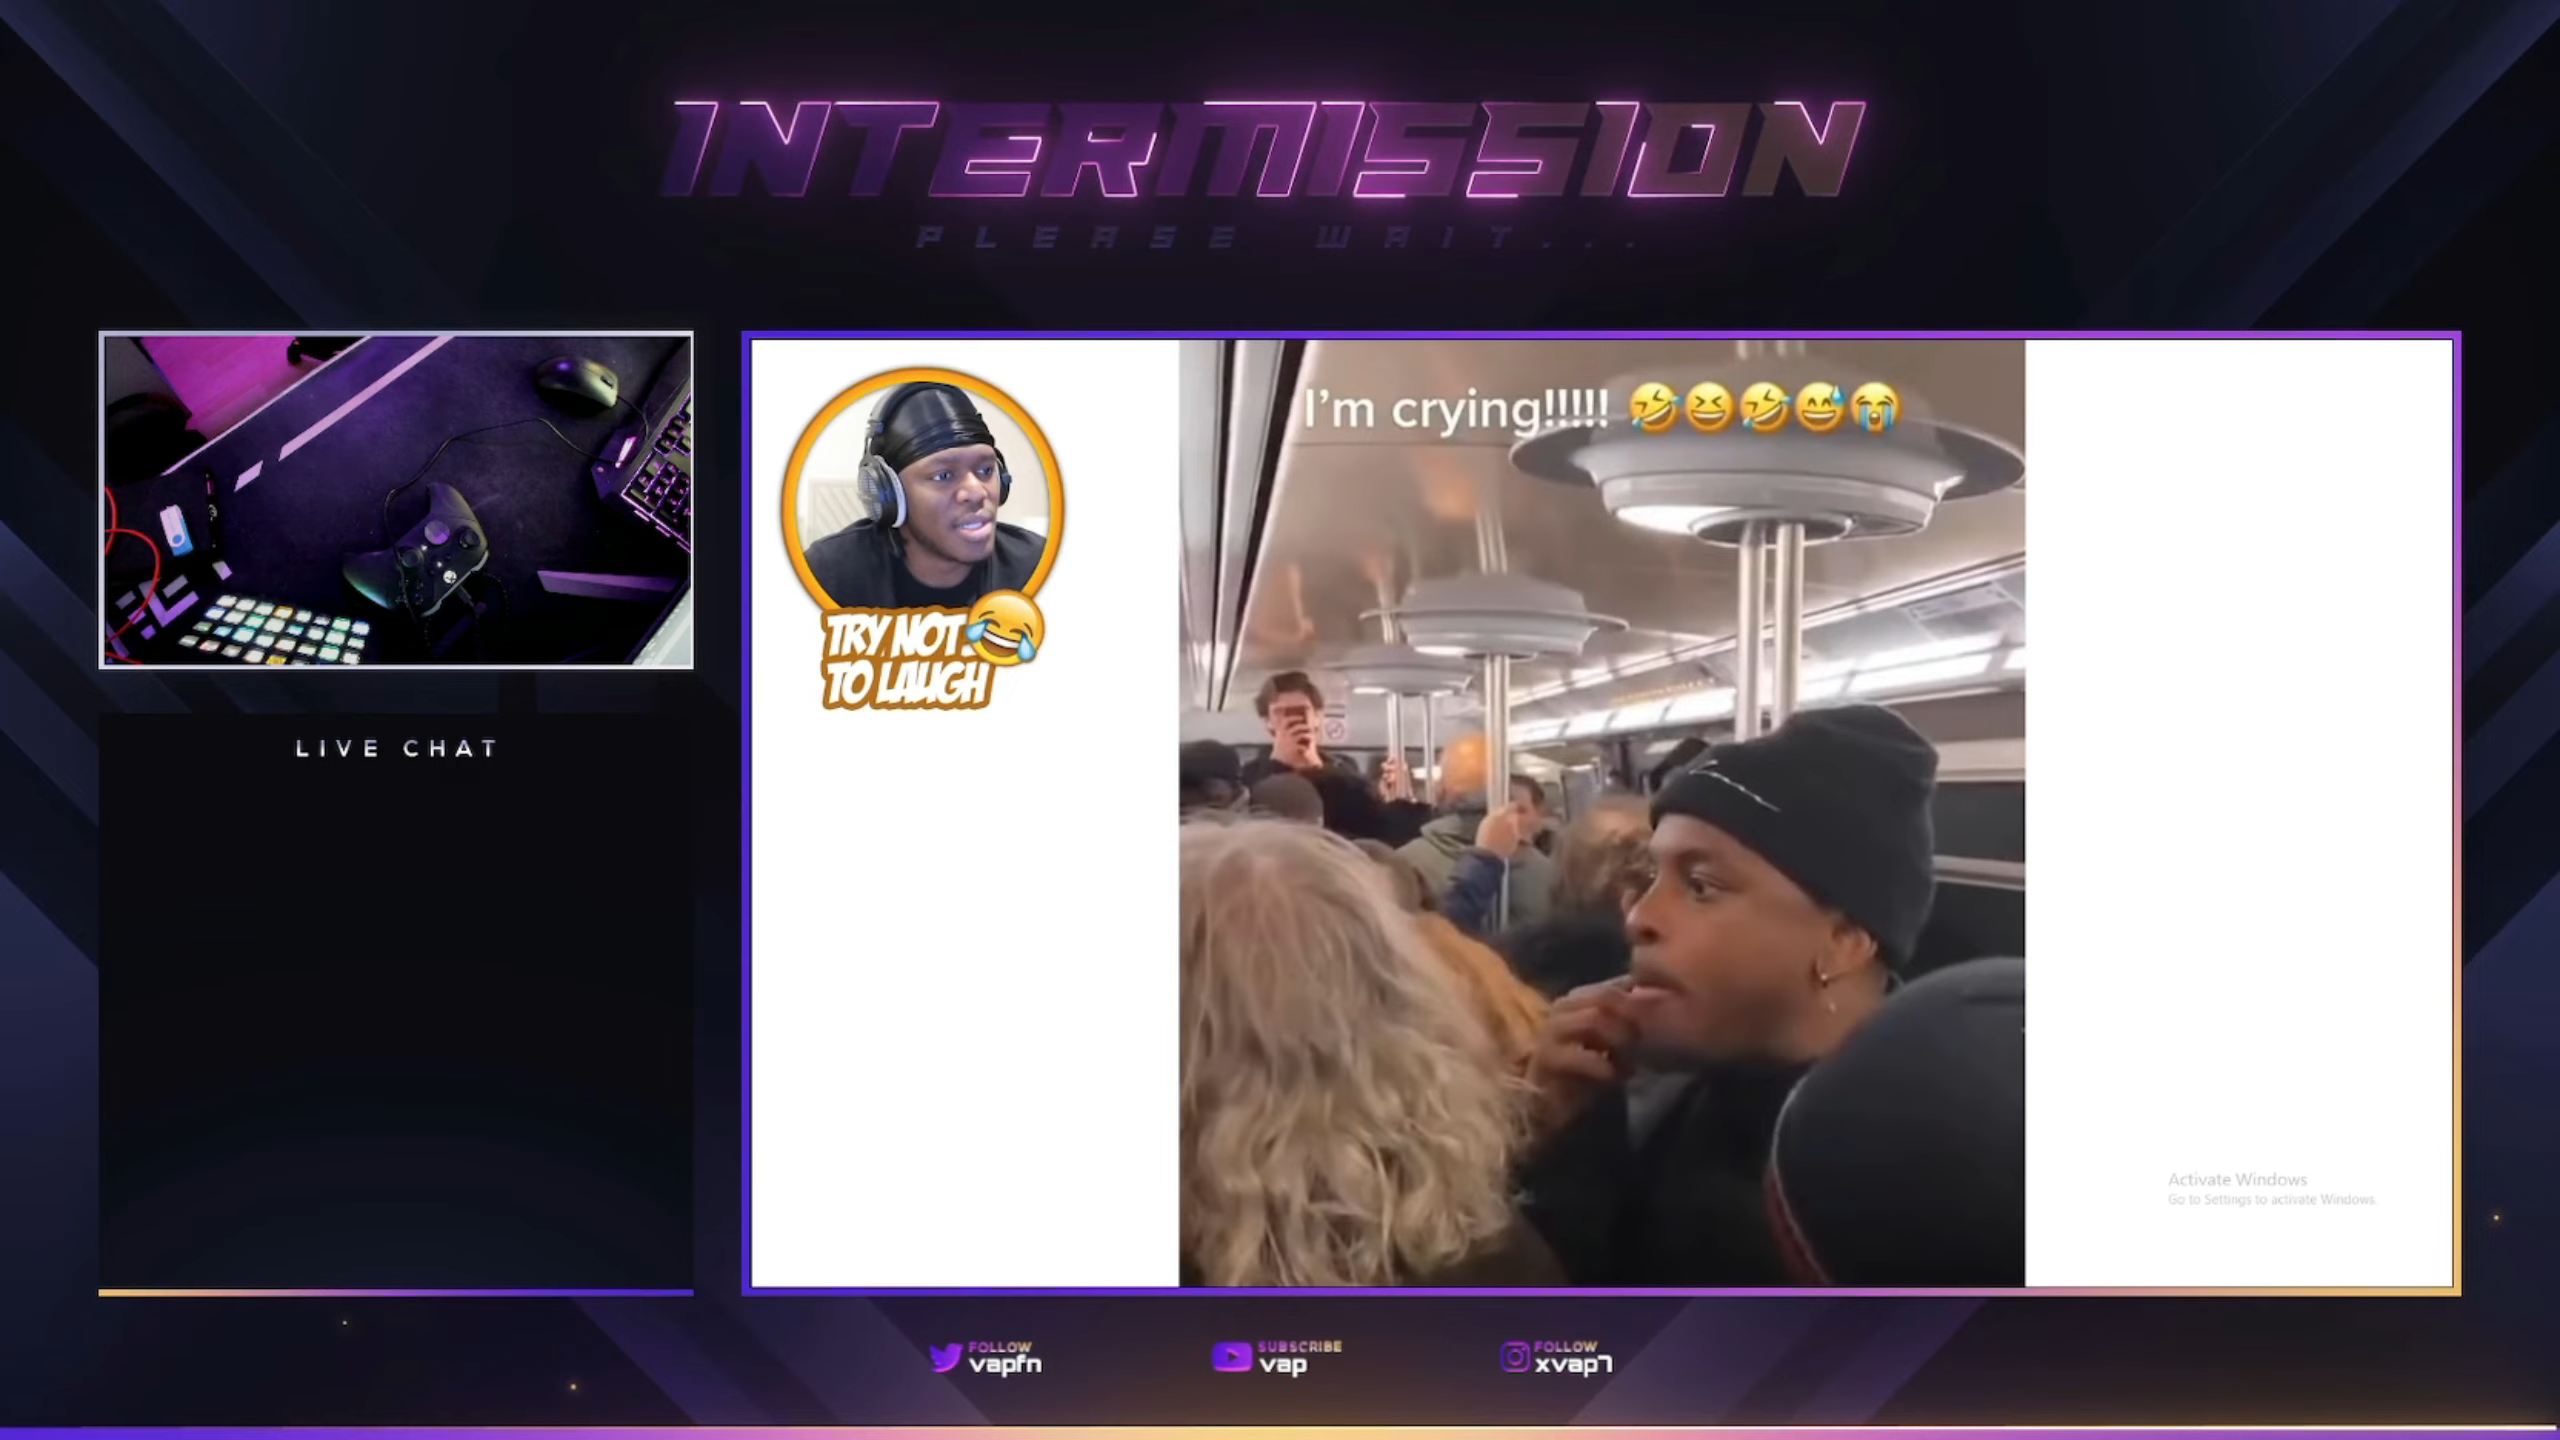 INTERMISSION
PLEASE WAIT...
I'm crying!!!!! 🤣😆🤣😅😭
TRY NOT
TO LAUGH
LIVE CHAT
Activate Windows
Go to Settings to activate Windows.
FOLLOW
vapfn
SUBSCRIBE
vap
FOLLOW
xvap7